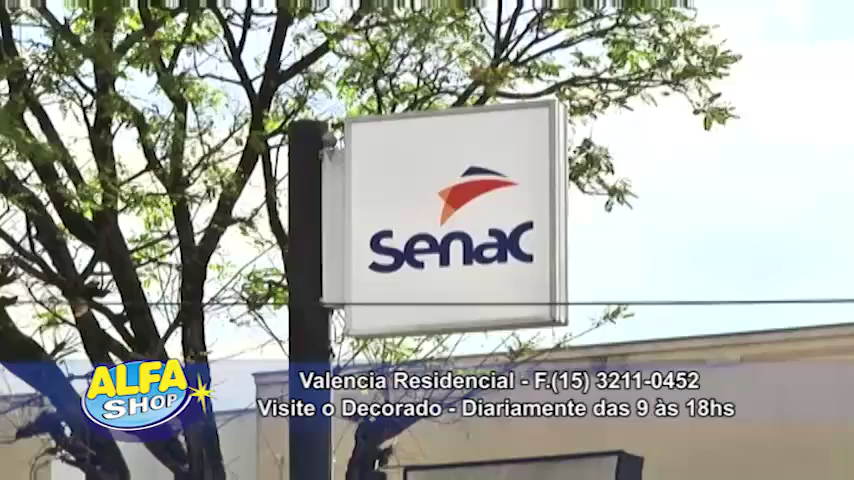 senac
ALFA
SHOP
Valencia Residencial - F.(15) 3211-0452
Visite o Decorado - Diariamente das 9 às 18hs